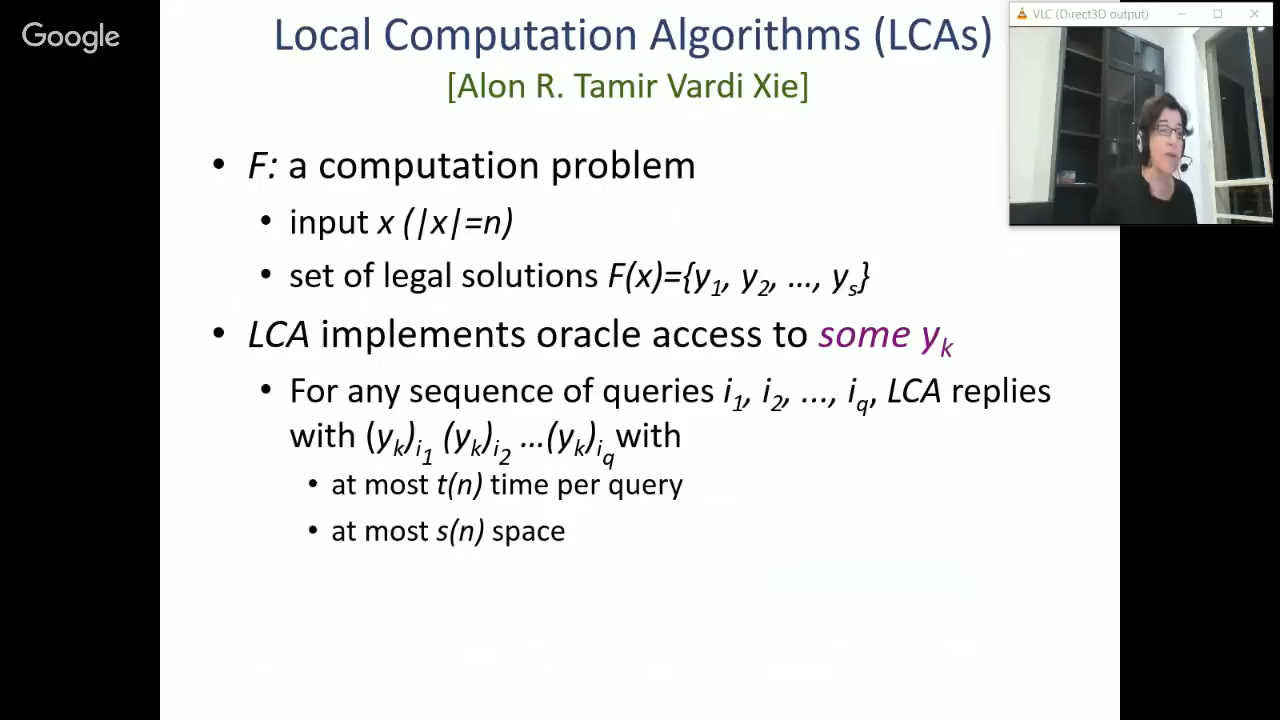 Google
Local Computation Algorithms (LCAs)
[Alon R. Tamir Vardi Xie]
VLC (Direct3D output)
• F: a computation problem
• input x (|x|=n)
• set of legal solutions F(x)={y1, y2, …, ys}
• LCA implements oracle access to some yk
• For any sequence of queries i1, i2, ..., iq, LCA replies
with (yk)i1 (yk)i2 …(yk)iq with
• at most t(n) time per query
• at most s(n) space